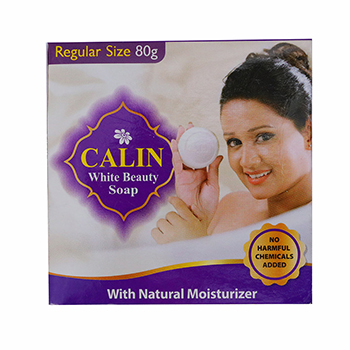 Regular Size 80g
CALIN
White Beauty
Soap
NO
HARMFUL
CHEMICALS
ADDED
With Natural Moisturizer